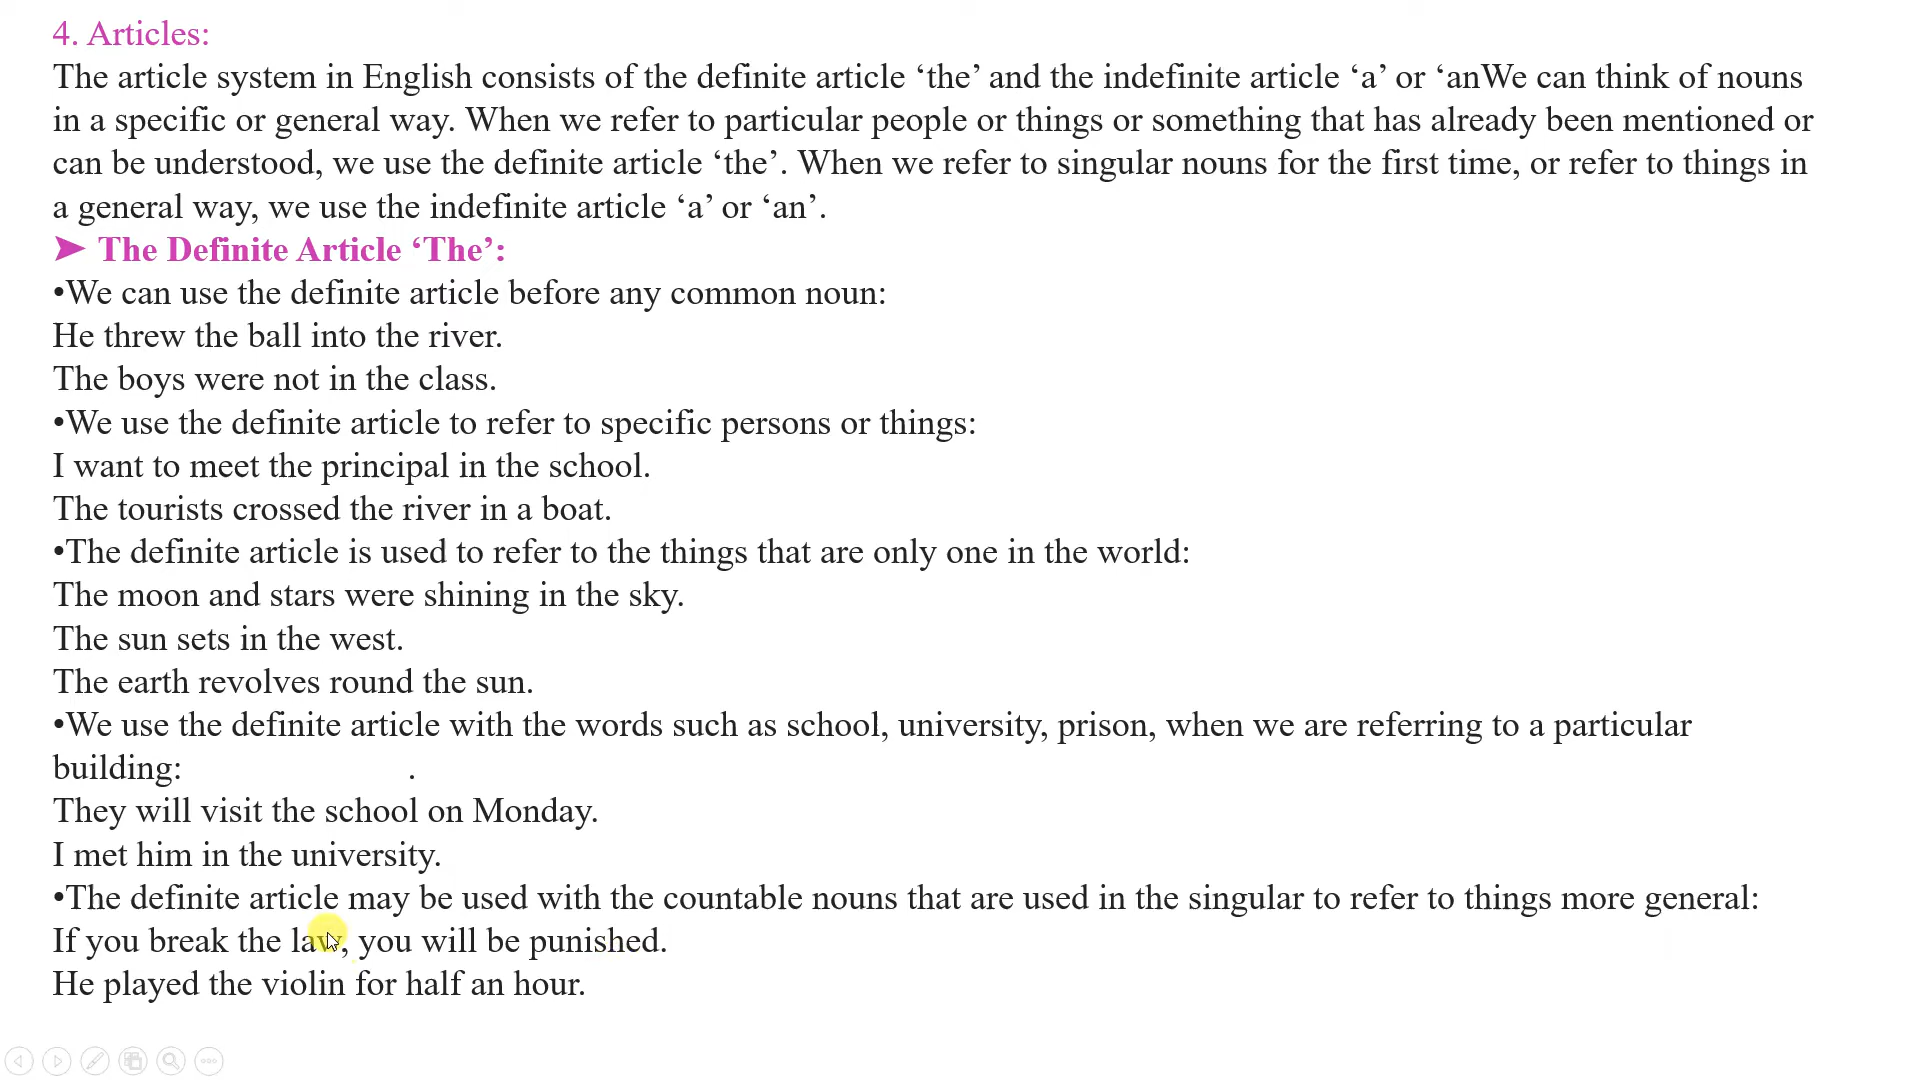 4. Articles:
The article system in English consists of the definite article ‘the’ and the indefinite article ‘a’ or ‘anWe can think of nouns
in a specific or general way. When we refer to particular people or things or something that has already been mentioned or
can be understood, we use the definite article ‘the’. When we refer to singular nouns for the first time, or refer to things in
a general way, we use the indefinite article ‘a’ or ‘an’.
➤ The Definite Article ‘The’:
•We can use the definite article before any common noun:
He threw the ball into the river.
The boys were not in the class.
•We use the definite article to refer to specific persons or things:
I want to meet the principal in the school.
The tourists crossed the river in a boat.
•The definite article is used to refer to the things that are only one in the world:
The moon and stars were shining in the sky.
The sun sets in the west.
The earth revolves round the sun.
•We use the definite article with the words such as school, university, prison, when we are referring to a particular
building: .
They will visit the school on Monday.
I met him in the university.
•The definite article may be used with the countable nouns that are used in the singular to refer to things more general:
If you break the law, you will be punished.
He played the violin for half an hour.